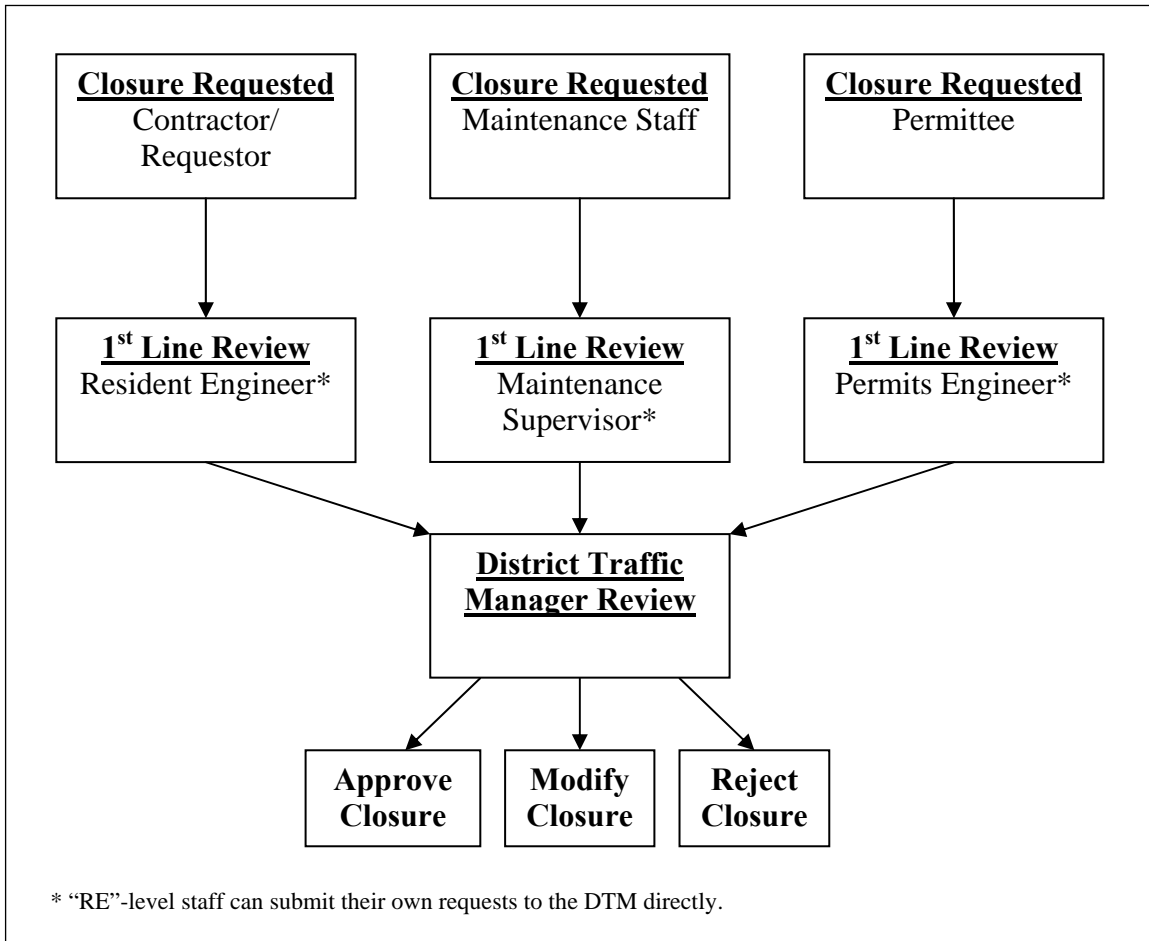 Closure Requested
Contractor/
Requestor
Closure Requested
Maintenance Staff
Closure Requested
Permittee
1st Line Review
Resident Engineer*
1st Line Review
Maintenance
Supervisor*
1st Line Review
Permits Engineer*
District Traffic
Manager Review
Approve
Closure
Modify
Closure
Reject
Closure
* “RE”-level staff can submit their own requests to the DTM directly.